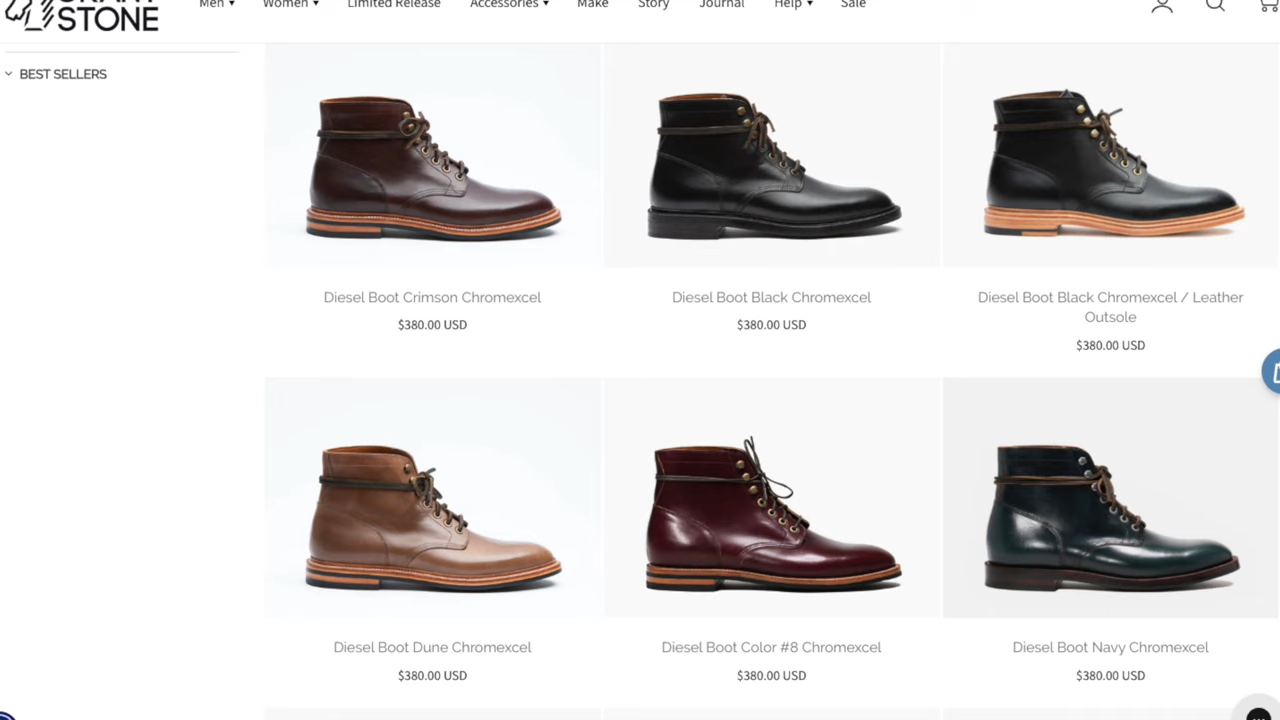 STONE
Men ▾ Women ▾ Limited Release Accessories ▾ Make Story Journal Help ▾ Sale
BEST SELLERS
Diesel Boot Crimson Chromexcel
$380.00 USD
Diesel Boot Black Chromexcel
$380.00 USD
Diesel Boot Black Chromexcel / Leather
Outsole
$380.00 USD
Diesel Boot Dune Chromexcel
$380.00 USD
Diesel Boot Color #8 Chromexcel
$380.00 USD
Diesel Boot Navy Chromexcel
$380.00 USD